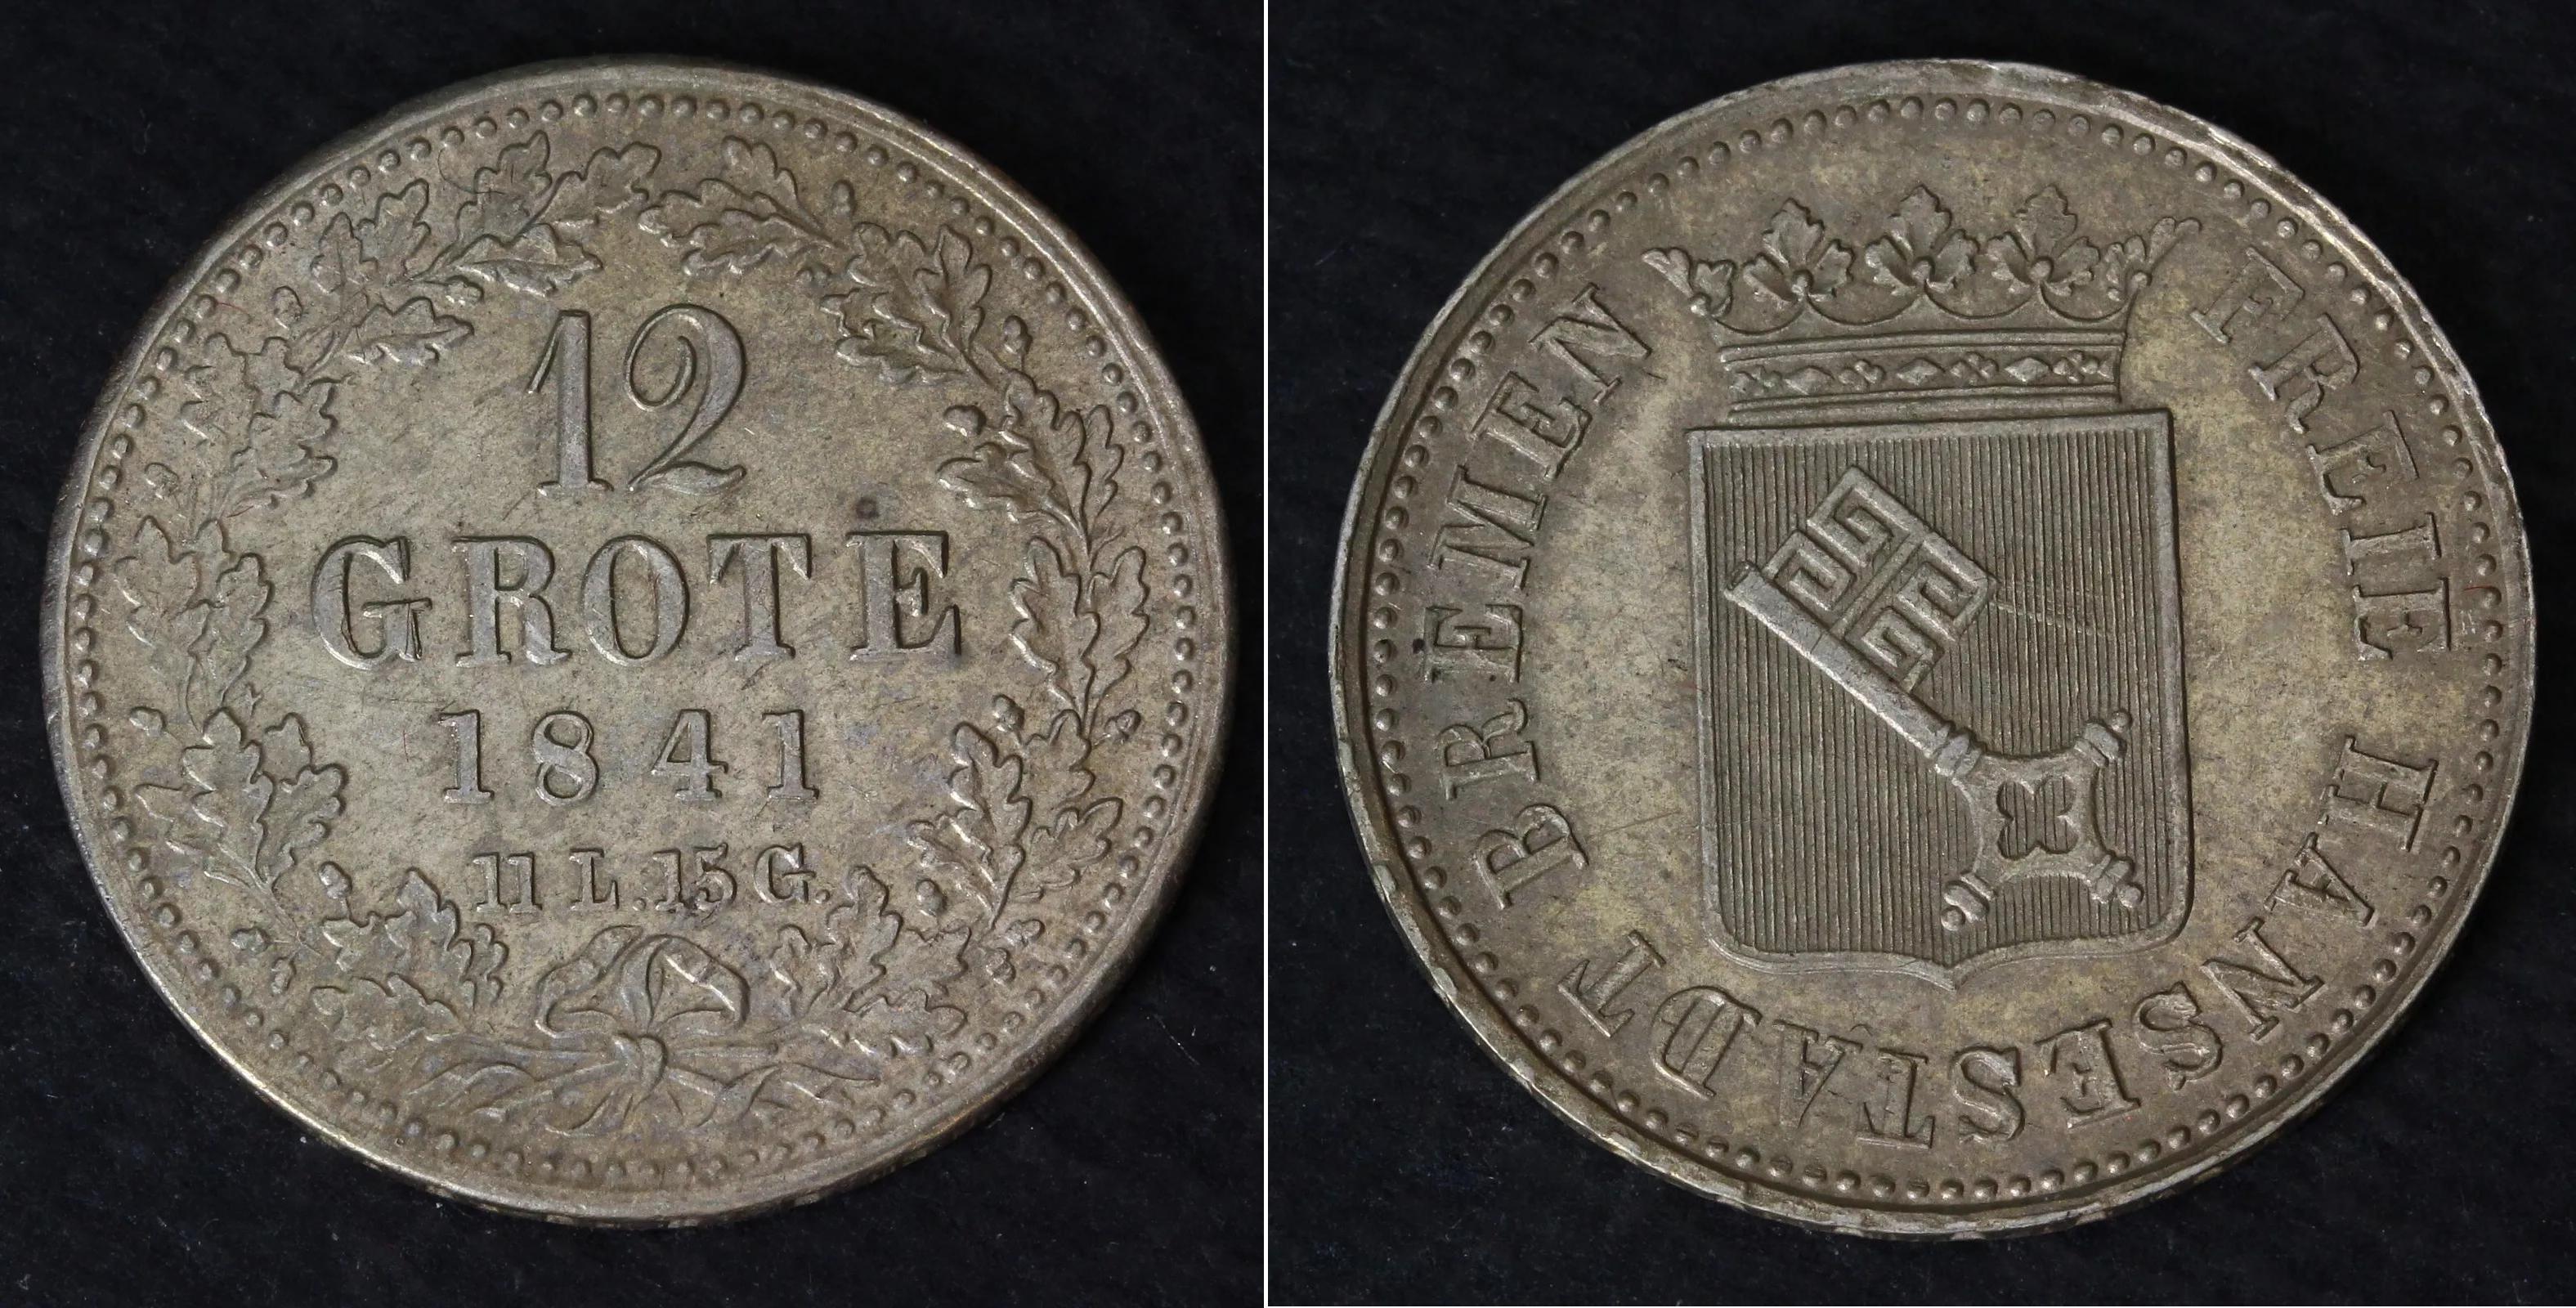 12
GROTE
1841
11 L. 15 G.
FREIE HANSESTADT BREMEN